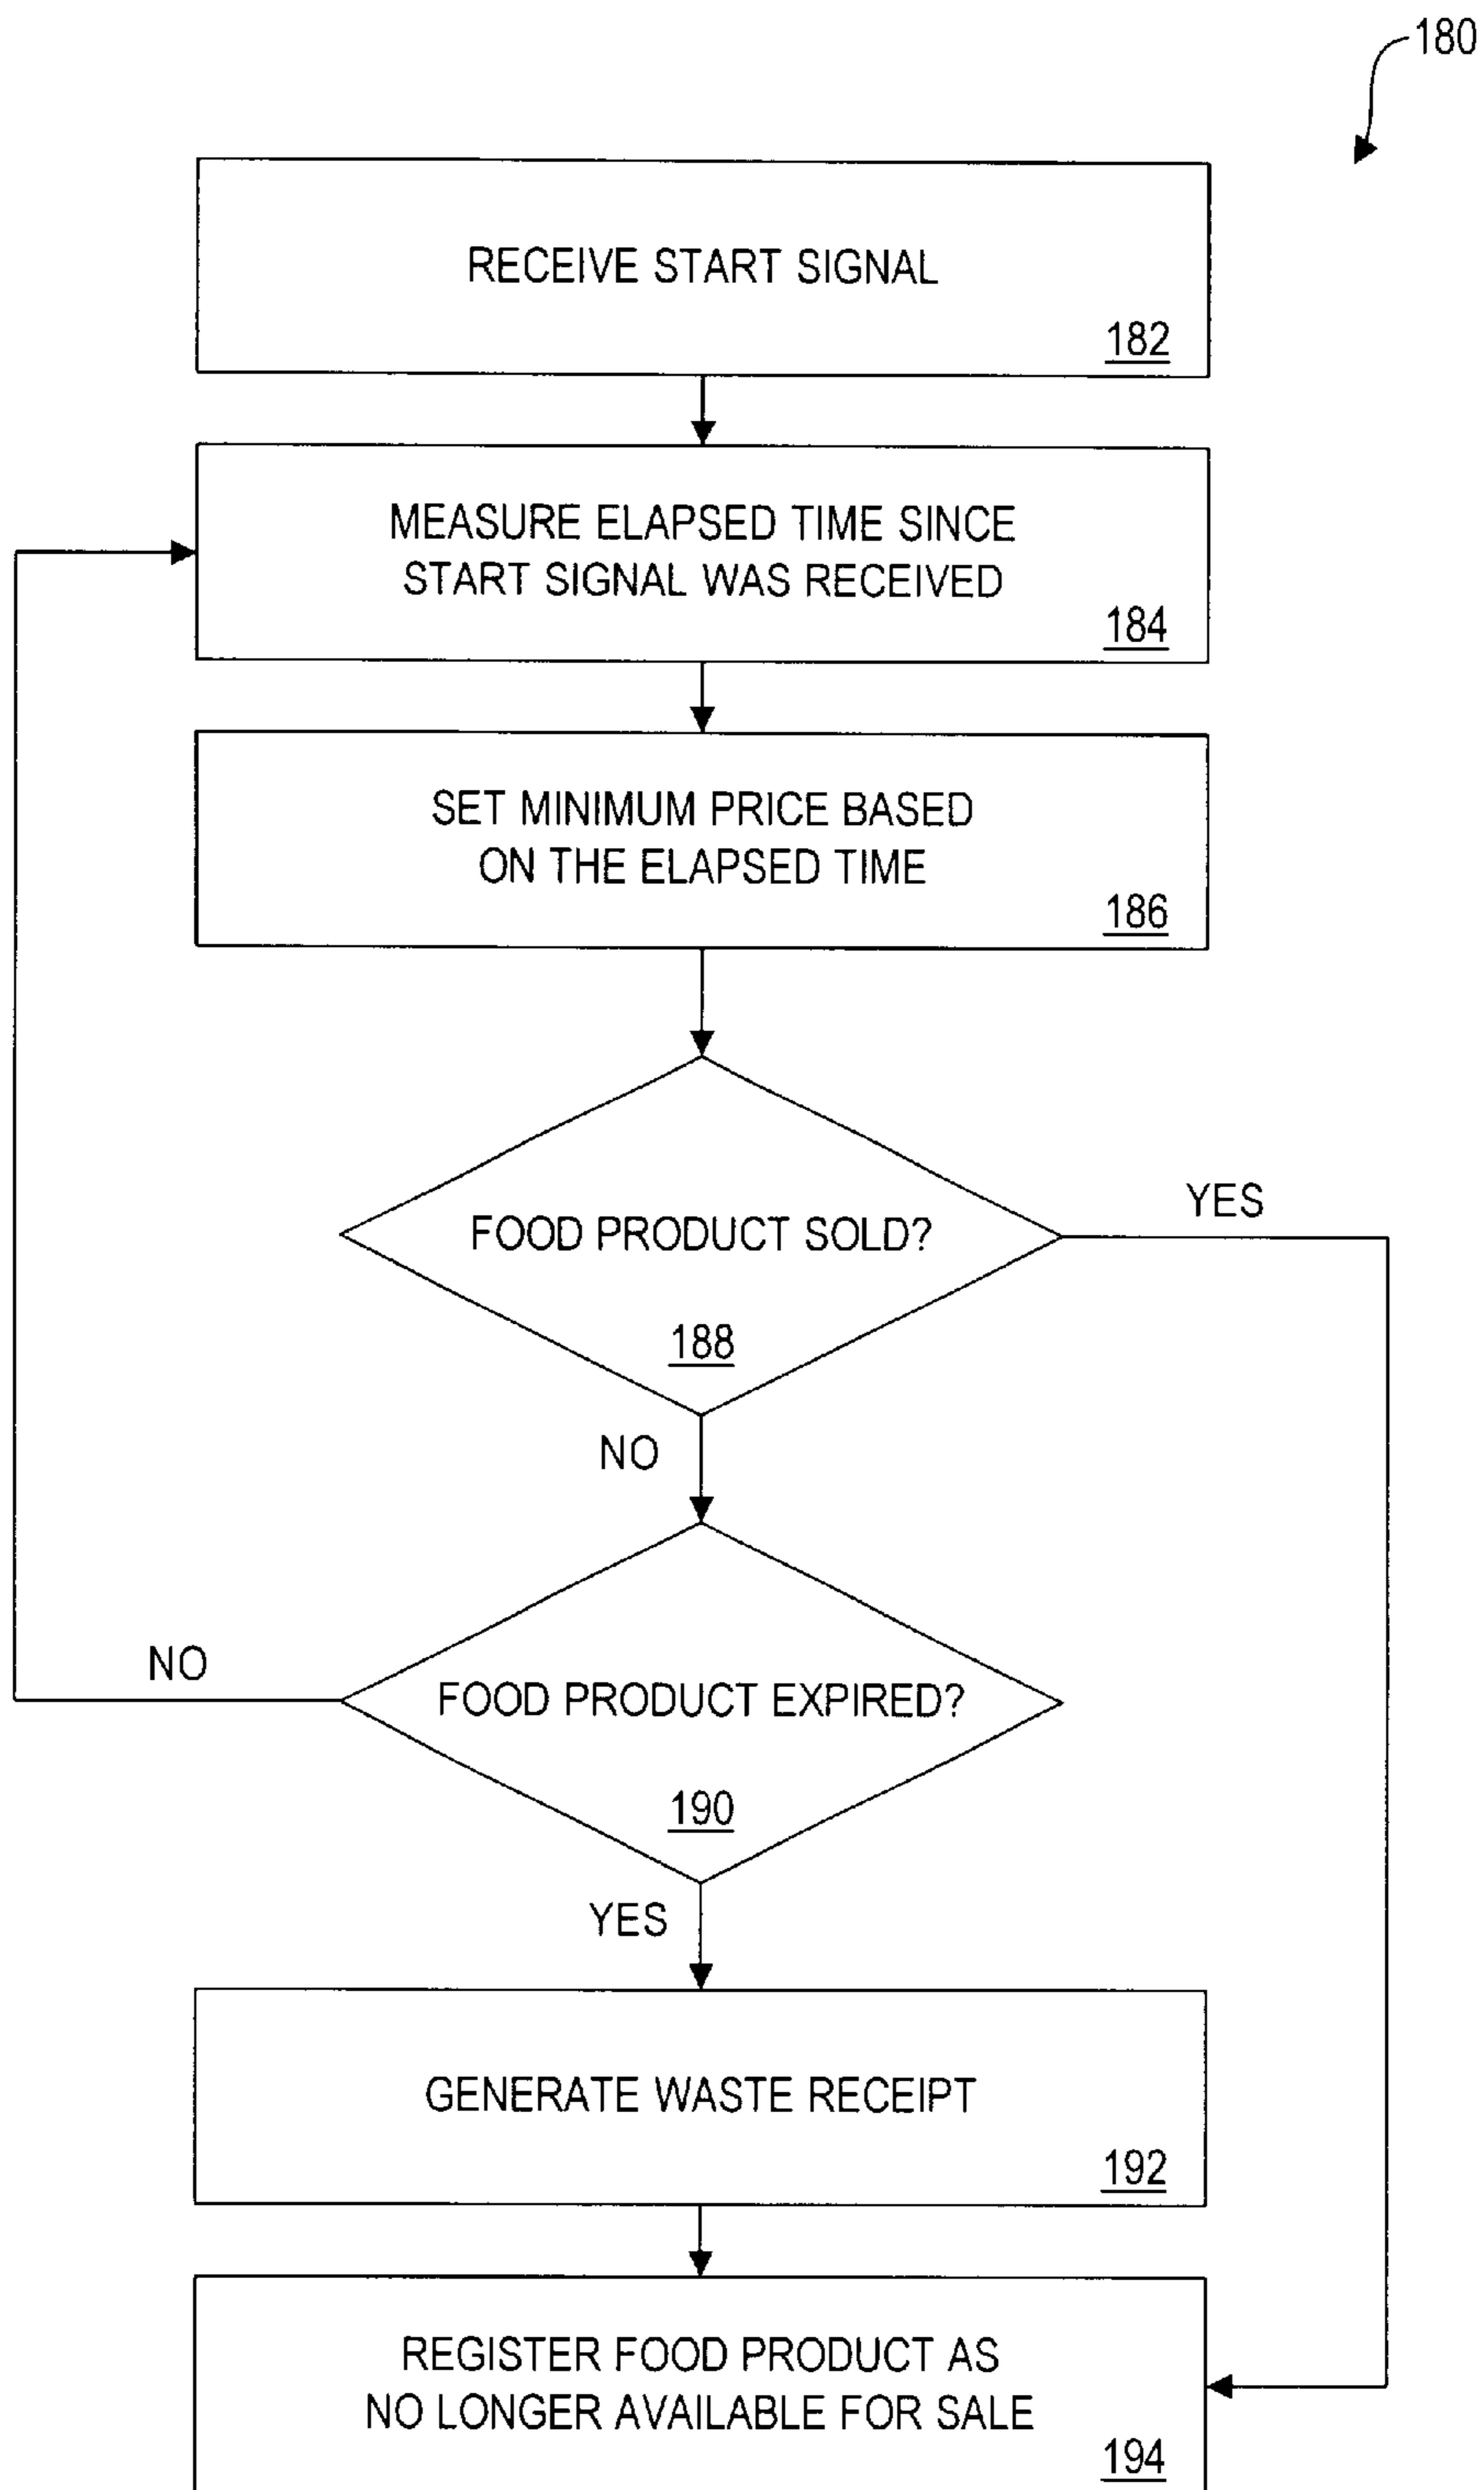 180
RECEIVE START SIGNAL
182
MEASURE ELAPSED TIME SINCE
START SIGNAL WAS RECEIVED
184
SET MINIMUM PRICE BASED
ON THE ELAPSED TIME
186
YES
FOOD PRODUCT SOLD?
188
NO
NO
FOOD PRODUCT EXPIRED?
190
YES
GENERATE WASTE RECEIPT
192
REGISTER FOOD PRODUCT AS
NO LONGER AVAILABLE FOR SALE
194